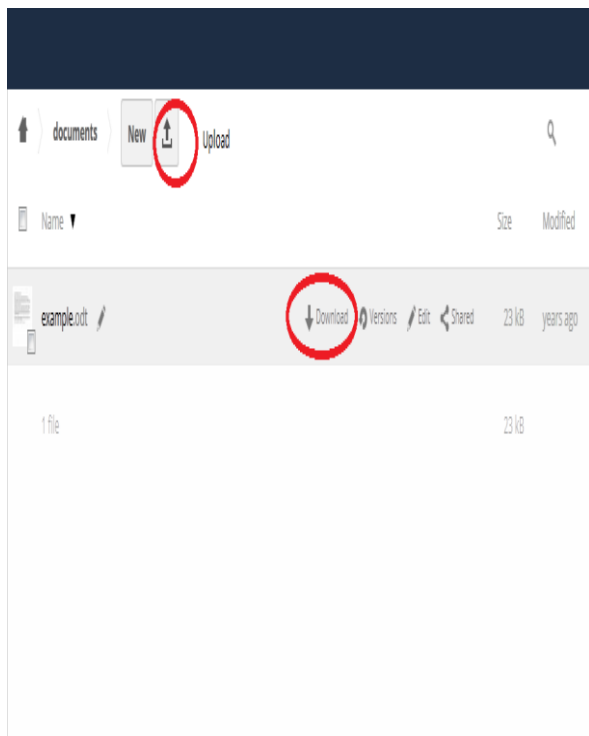 documents New Upload
Name ▼ Size Modified
example.odt Download Versions Edit Shared 23 kB years ago
1 file 23 kB